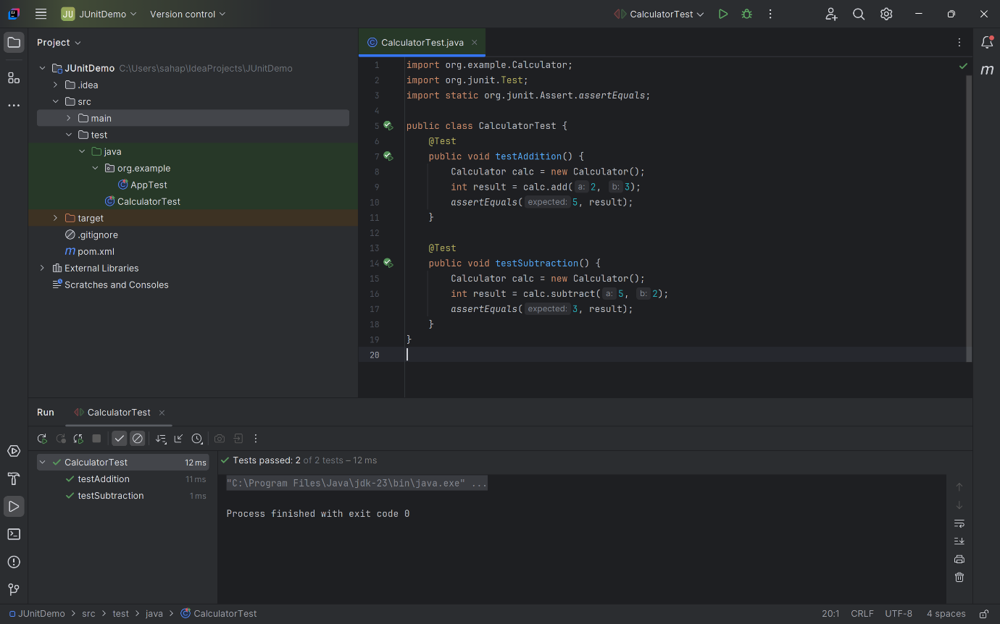 JU JUnitDemo Version control CalculatorTest
Project
JUnitDemo C:\Users\sahap\IdeaProjects\JUnitDemo
.idea
src
main
test
java
org.example
AppTest
CalculatorTest
target
.gitignore
m pom.xml
External Libraries
Scratches and Consoles
CalculatorTest.java
m
1 import org.example.Calculator;
2 import org.junit.Test;
3 import static org.junit.Assert.assertEquals;
4
5 public class CalculatorTest {
6 @Test
7 public void testAddition() {
8 Calculator calc = new Calculator();
9 int result = calc.add( a: 2, b: 3);
10 assertEquals( expected: 5, result);
11 }
12
13 @Test
14 public void testSubtraction() {
15 Calculator calc = new Calculator();
16 int result = calc.subtract( a: 5, b: 2);
17 assertEquals( expected: 3, result);
18 }
19 }
20
Run CalculatorTest
CalculatorTest 12 ms
testAddition 11 ms
testSubtraction 1 ms
Tests passed: 2 of 2 tests – 12 ms
"C:\Program Files\Java\jdk-23\bin\java.exe" ...
Process finished with exit code 0
JUnitDemo > src > test > java > CalculatorTest
20:1 CRLF UTF-8 4 spaces